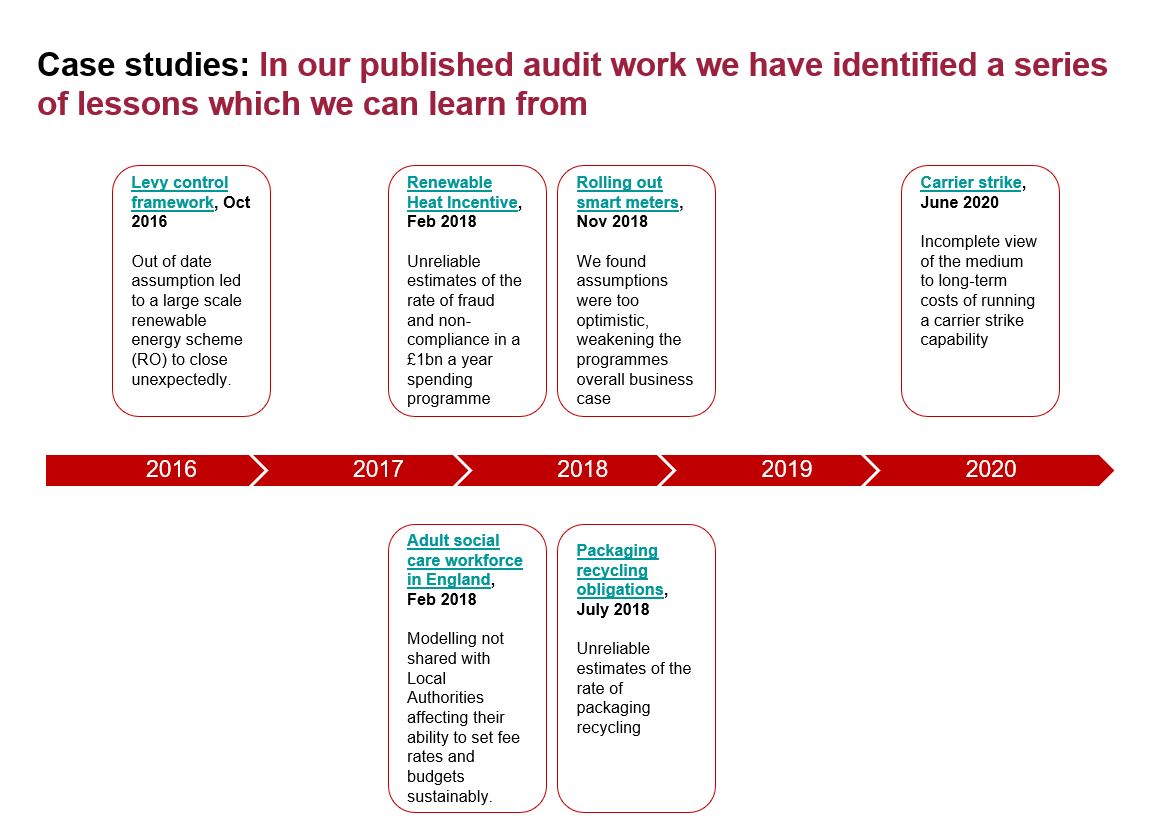 Case studies: In our published audit work we have identified a series
of lessons which we can learn from
Levy control
framework, Oct
2016
Out of date
assumption led
to a large scale
renewable
energy scheme
(RO) to close
unexpectedly.
Renewable
Heat Incentive,
Feb 2018
Unreliable
estimates of the
rate of fraud
and non-
compliance in a
£1bn a year
spending
programme
Rolling out
smart meters,
Nov 2018
We found
assumptions
were too
optimistic,
weakening the
programmes
overall business
case
Carrier strike,
June 2020
Incomplete view
of the medium
to long-term
costs of running
a carrier strike
capability
2016
2017
2018
2019
2020
Adult social
care workforce
in England,
Feb 2018
Modelling not
shared with
Local
Authorities
affecting their
ability to set fee
rates and
budgets
sustainably.
Packaging
recycling
obligations,
July 2018
Unreliable
estimates of the
rate of
packaging
recycling